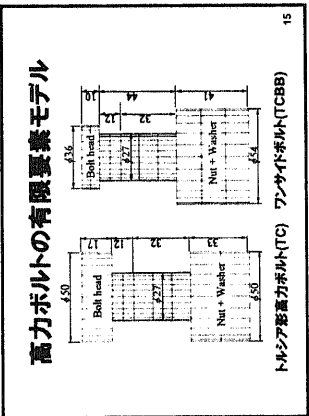 高力ボルトの有限要素モデル
φ50
17
Bolt head
12
32
φ27
Nut + Washer
33
φ50
トルシア形高力ボルト(TC)
φ36
10
Bolt head
12
44
32
φ27
Nut + Washer
41
φ54
ワンサイドボルト(TCBB)
15